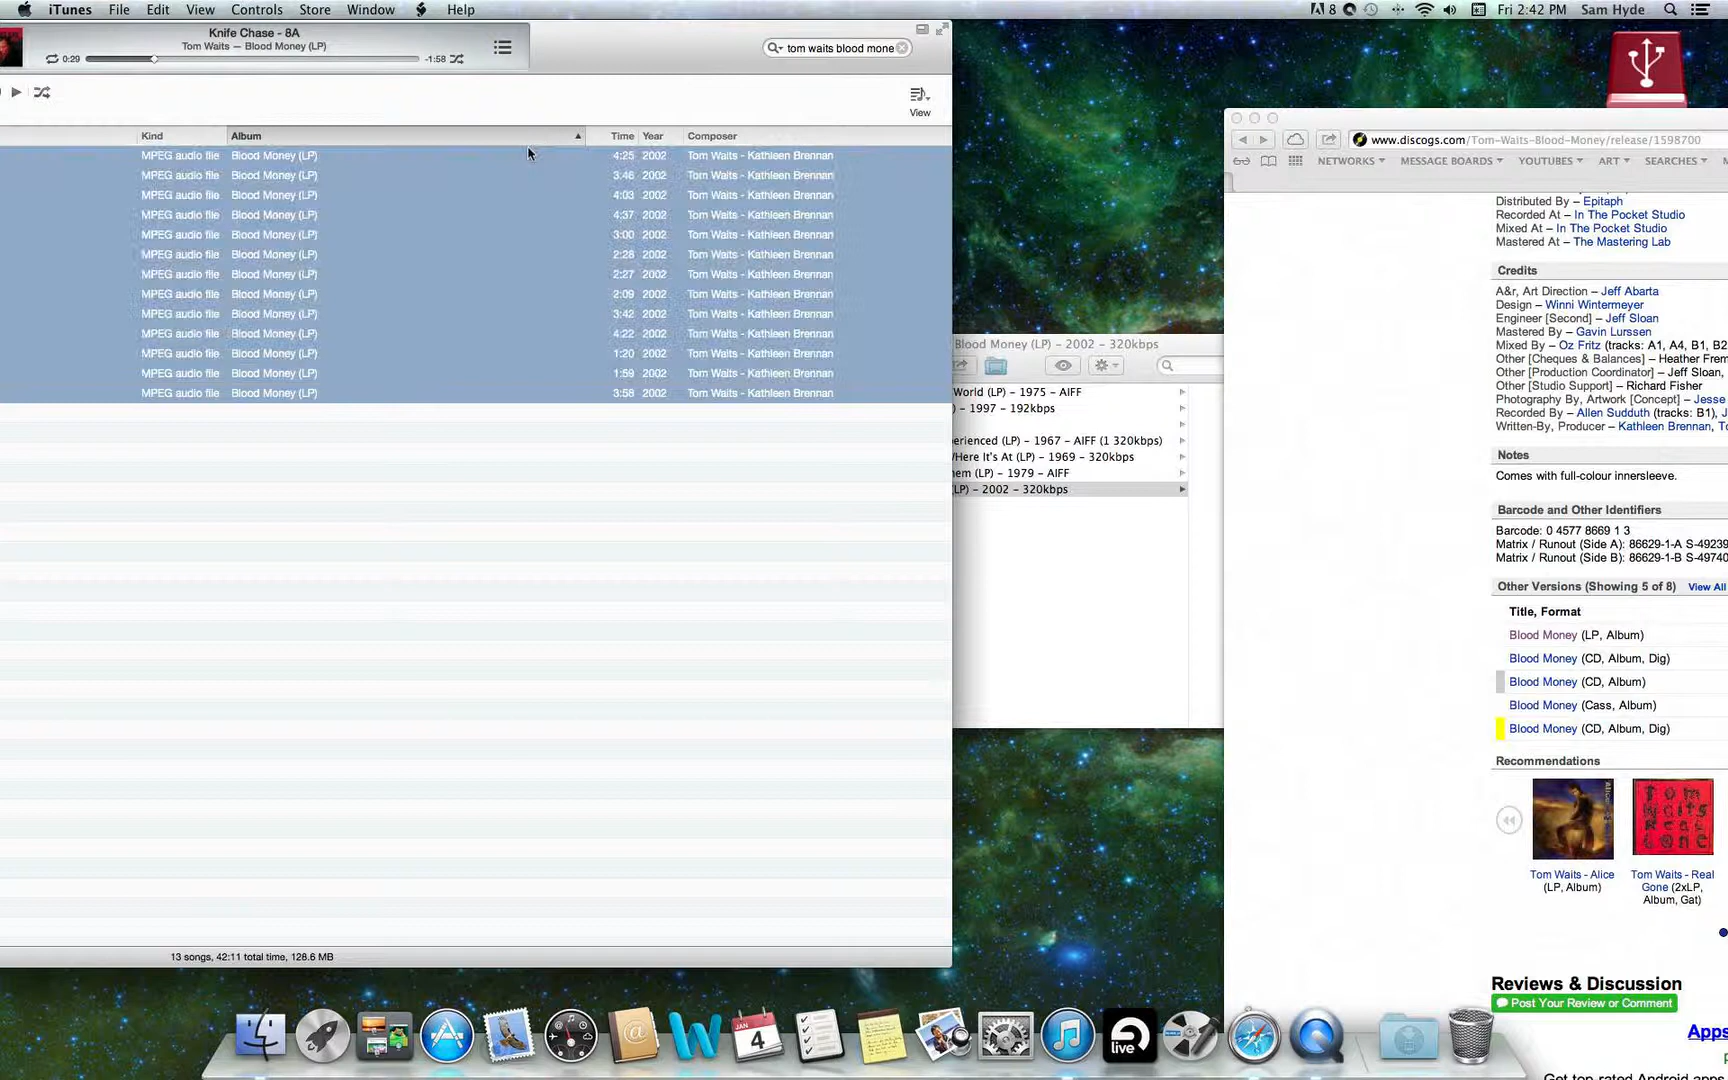 iTunes File Edit View Controls Store Window Help
8 Fri 2:42 PM Sam Hyde
Knife Chase - 8A
Tom Waits — Blood Money (LP)
0:29 -1:58
tom waits blood mone
View
Kind Album Time Year Composer
MPEG audio file Blood Money (LP) 4:25 2002 Tom Waits - Kathleen Brennan
MPEG audio file Blood Money (LP) 3:46 2002 Tom Waits - Kathleen Brennan
MPEG audio file Blood Money (LP) 4:03 2002 Tom Waits - Kathleen Brennan
MPEG audio file Blood Money (LP) 4:37 2002 Tom Waits - Kathleen Brennan
MPEG audio file Blood Money (LP) 3:00 2002 Tom Waits - Kathleen Brennan
MPEG audio file Blood Money (LP) 2:28 2002 Tom Waits - Kathleen Brennan
MPEG audio file Blood Money (LP) 2:27 2002 Tom Waits - Kathleen Brennan
MPEG audio file Blood Money (LP) 2:09 2002 Tom Waits - Kathleen Brennan
MPEG audio file Blood Money (LP) 3:42 2002 Tom Waits - Kathleen Brennan
MPEG audio file Blood Money (LP) 4:22 2002 Tom Waits - Kathleen Brennan
MPEG audio file Blood Money (LP) 1:20 2002 Tom Waits - Kathleen Brennan
MPEG audio file Blood Money (LP) 1:59 2002 Tom Waits - Kathleen Brennan
MPEG audio file Blood Money (LP) 3:58 2002 Tom Waits - Kathleen Brennan
13 songs, 42:11 total time, 128.6 MB
Blood Money (LP) – 2002 – 320kbps
World (LP) – 1975 – AIFF
) – 1997 – 192kbps
perienced (LP) – 1967 – AIFF (1 320kbps)
Here It's At (LP) – 1969 – 320kbps
hem (LP) – 1979 – AIFF
(LP) – 2002 – 320kbps
www.discogs.com/Tom-Waits-Blood-Money/release/1598700
NETWORKS MESSAGE BOARDS YOUTUBES ART SEARCHES
Distributed By – Epitaph
Recorded At – In The Pocket Studio
Mixed At – In The Pocket Studio
Mastered At – The Mastering Lab
Credits
A&r, Art Direction – Jeff Abarta
Design – Winni Wintermeyer
Engineer [Second] – Jeff Sloan
Mastered By – Gavin Lurssen
Mixed By – Oz Fritz (tracks: A1, A4, B1, B2
Other [Cheques & Balances] – Heather Frem
Other [Production Coordinator] – Jeff Sloan,
Other [Studio Support] – Richard Fisher
Photography By, Artwork [Concept] – Jesse
Recorded By – Allen Sudduth (tracks: B1), J
Written-By, Producer – Kathleen Brennan, To
Notes
Comes with full-colour innersleeve.
Barcode and Other Identifiers
Barcode: 0 4577 8669 1 3
Matrix / Runout (Side A): 86629-1-A S-49239
Matrix / Runout (Side B): 86629-1-B S-49740
Other Versions (Showing 5 of 8) View All
Title, Format
Blood Money (LP, Album)
Blood Money (CD, Album, Dig)
Blood Money (CD, Album)
Blood Money (Cass, Album)
Blood Money (CD, Album, Dig)
Recommendations
Tom Waits Real Gone
Tom Waits - Alice (LP, Album)
Tom Waits - Real Gone (2xLP, Album, Gat)
Reviews & Discussion
Post Your Review or Comment
Apps
Get top rated Android apps
JAN 4
live